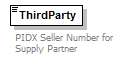 ThirdParty
PIDX Seller Number for
Supply Partner